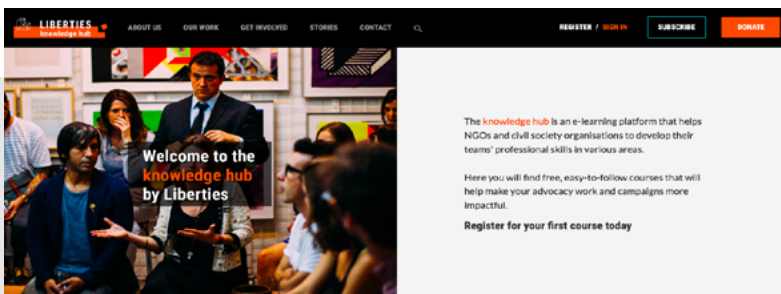 LIBERTIES
knowledge hub
ABOUT US
OUR WORK
GET INVOLVED
STORIES
CONTACT
REGISTER / SIGN IN
SUBSCRIBE
DONATE
Welcome to the
knowledge hub
by Liberties
The knowledge hub is an e-learning platform that helps
NGOs and civil society organisations to develop their
teams' professional skills in various areas.
Here you will find free, easy-to-follow courses that will
help make your advocacy work and campaigns more
impactful.
Register for your first course today